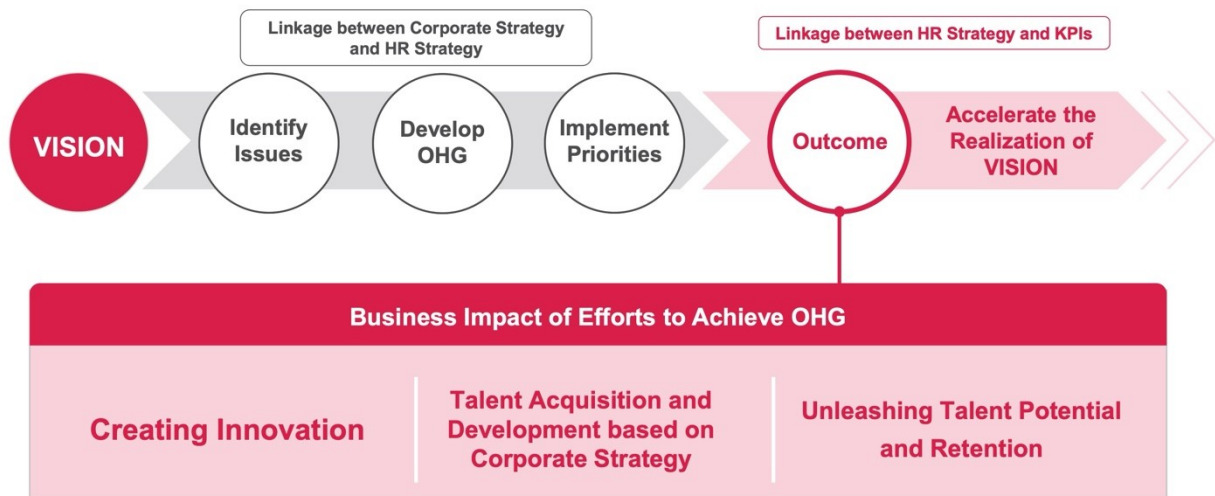 Linkage between Corporate Strategy
and HR Strategy
Linkage between HR Strategy and KPIs
VISION
Identify
Issues
Develop
OHG
Implement
Priorities
Outcome
Accelerate the
Realization of
VISION
Business Impact of Efforts to Achieve OHG
Creating Innovation
Talent Acquisition and
Development based on
Corporate Strategy
Unleashing Talent Potential
and Retention